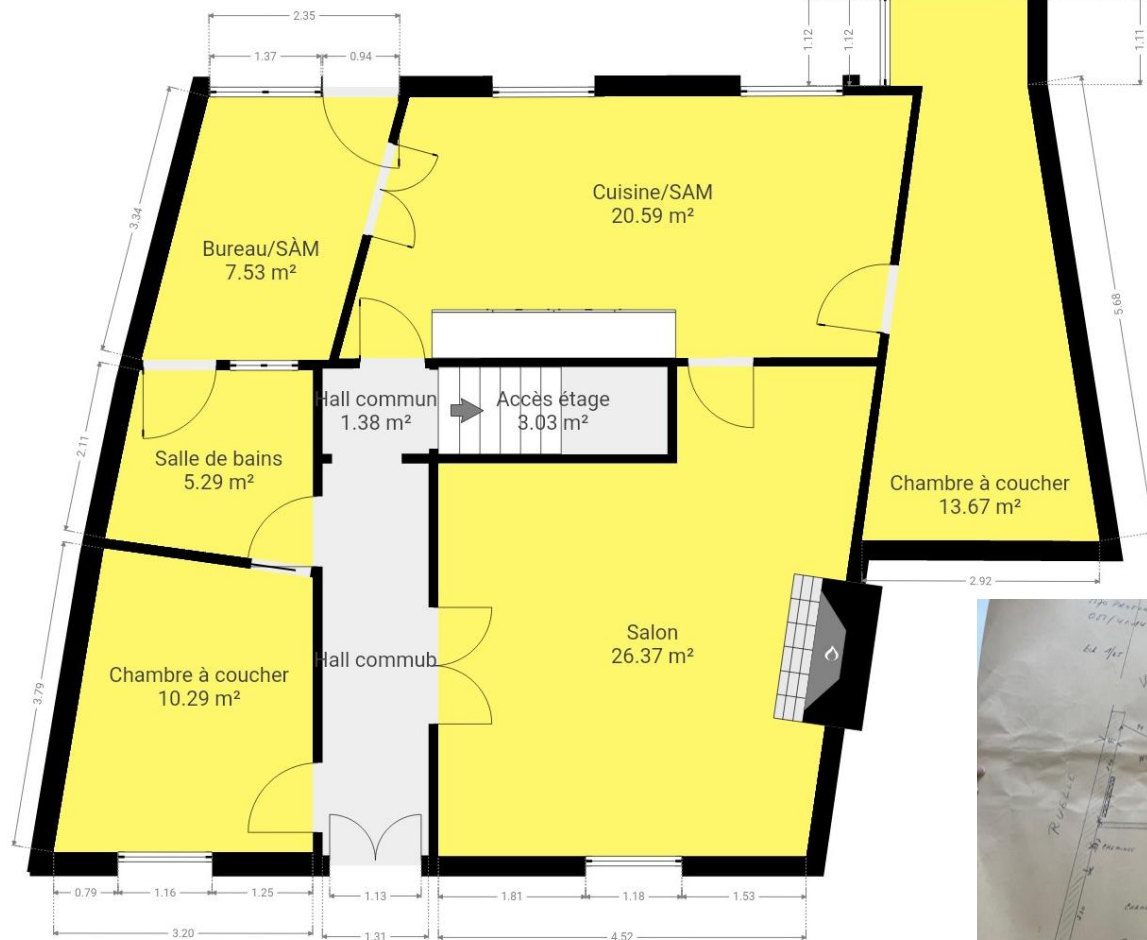 2.35
1.37
0.94
1.12
1.12
1.11
3.34
Bureau/SÀM
7.53 m²
Cuisine/SAM
20.59 m²
5.68
2.11
Hall commun
1.38 m²
Accès étage
3.03 m²
Salle de bains
5.29 m²
Chambre à coucher
13.67 m²
2.92
3.79
Chambre à coucher
10.29 m²
Hall commub
Salon
26.37 m²
0.79
1.16
1.25
1.13
1.81
1.18
1.53
3.20
1.31
4.52
RUELLE